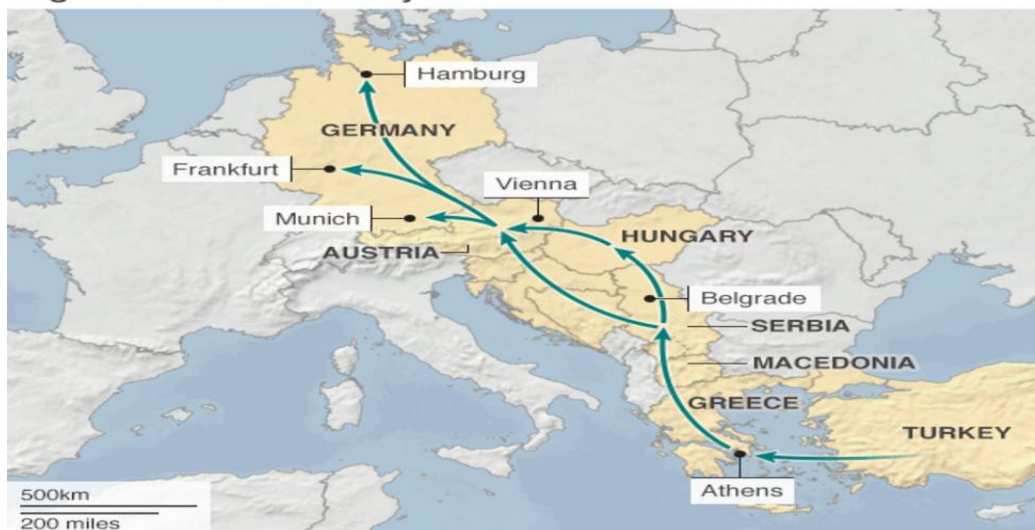 Hamburg
GERMANY
Frankfurt
Vienna
Munich
HUNGARY
AUSTRIA
Belgrade
SERBIA
MACEDONIA
GREECE
TURKEY
Athens
500km
200 miles